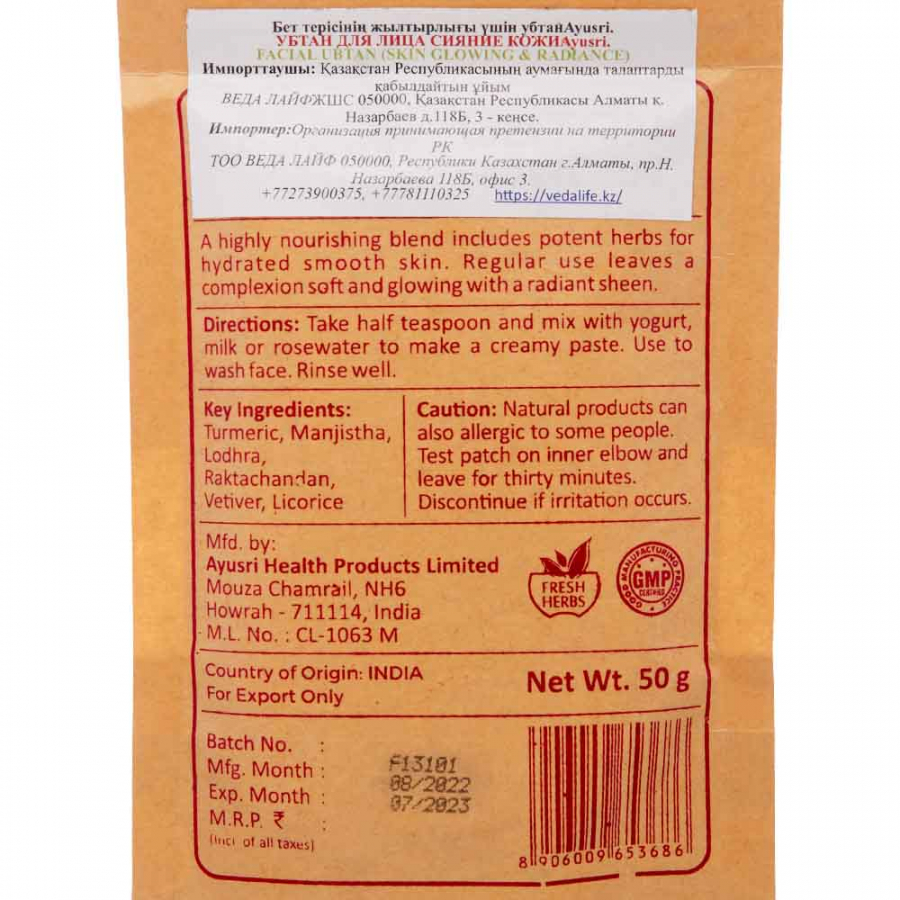 Бет терісінің жылтырлығы үшін убтанAyusri.
УБТАН ДЛЯ ЛИЦА СИЯНИЕ КОЖИAyusri.
FACIAL UBTAN (SKIN GLOWING & RADIANCE)
Импорттаушы: Қазақстан Республикасының аумағында талаптарды
қабылдайтын ұйым
ВЕДА ЛАЙФЖШС 050000, Қазақстан Республикасы Алматы қ.
Назарбаев д.118Б, 3 - кеңсе.
Импортер:Организация принимающая претензии на территории
РК
ТОО ВЕДА ЛАЙФ 050000, Республики Казахстан г.Алматы, пр.Н.
Назарбаева 118Б, офис 3.
+77273900375, +77781110325 https://vedalife.kz/
A highly nourishing blend includes potent herbs for
hydrated smooth skin. Regular use leaves a
complexion soft and glowing with a radiant sheen.
Directions: Take half teaspoon and mix with yogurt,
milk or rosewater to make a creamy paste. Use to
wash face. Rinse well.
Key Ingredients:
Turmeric, Manjistha,
Lodhra,
Raktachandan,
Vetiver, Licorice
Caution: Natural products can
also allergic to some people.
Test patch on inner elbow and
leave for thirty minutes.
Discontinue if irritation occurs.
Mfd. by:
Ayusri Health Products Limited
Mouza Chamrail, NH6
Howrah - 711114, India
M.L. No. : CL-1063 M
FRESH
HERBS
GOOD MANUFACTURING PRACTICE
GMP
CERTIFIED
Country of Origin: INDIA
For Export Only
Net Wt. 50 g
Batch No. : F13101
Mfg. Month : 08/2022
Exp. Month : 07/2023
M.R.P. ₹ :
(Incl. of all taxes)
8 906009 653686